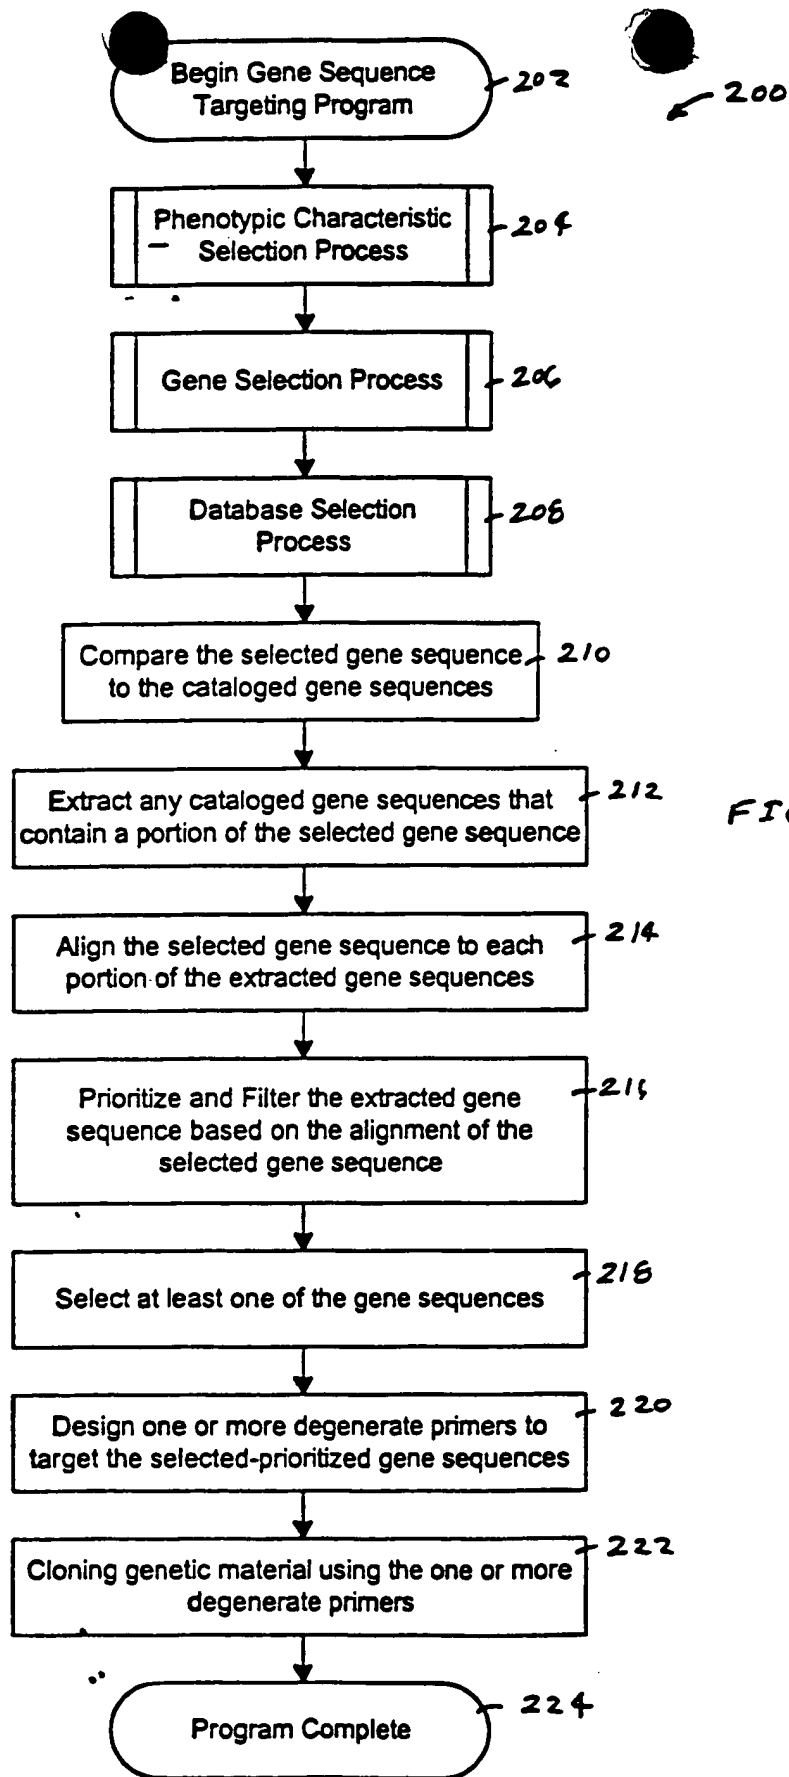 Begin Gene Sequence
Targeting Program
202
200
Phenotypic Characteristic
Selection Process
204
Gene Selection Process
206
Database Selection
Process
208
Compare the selected gene sequence
to the cataloged gene sequences
210
Extract any cataloged gene sequences that
contain a portion of the selected gene sequence
212
Align the selected gene sequence to each
portion of the extracted gene sequences
214
Prioritize and Filter the extracted gene
sequence based on the alignment of the
selected gene sequence
Select at least one of the gene sequences
218
Design one or more degenerate primers to
target the selected-prioritized gene sequences
220
Cloning genetic material using the one or more
degenerate primers
222
Program Complete
224